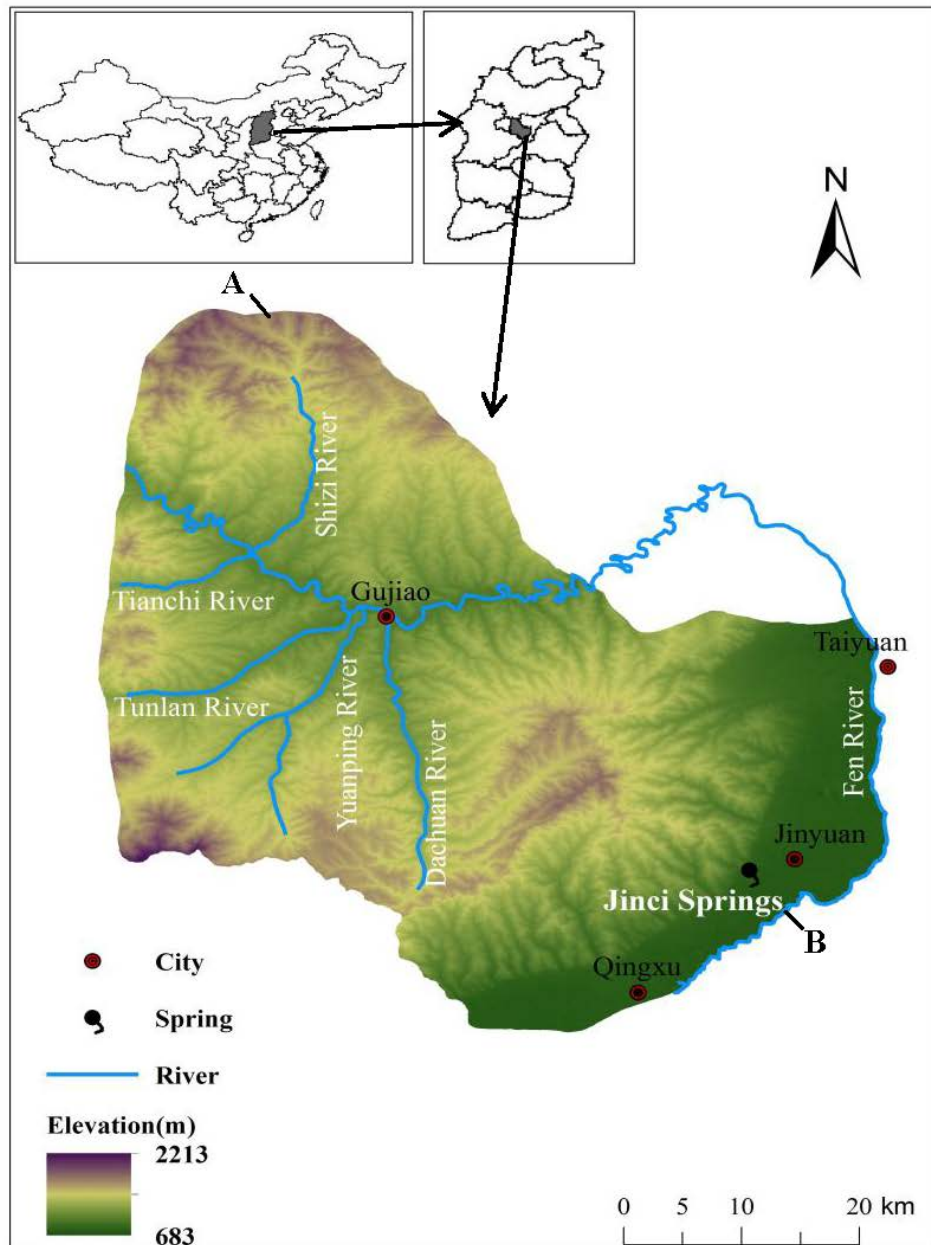 N
A
Shizi River
Gujiao
Tianchi River
Taiyuan
Tunlan River
Yuanping River
Dachuan River
Fen River
Jinyuan
Jinci Springs
B
Qingxu
City
Spring
River
Elevation(m)
2213
683
0 5 10 20 km